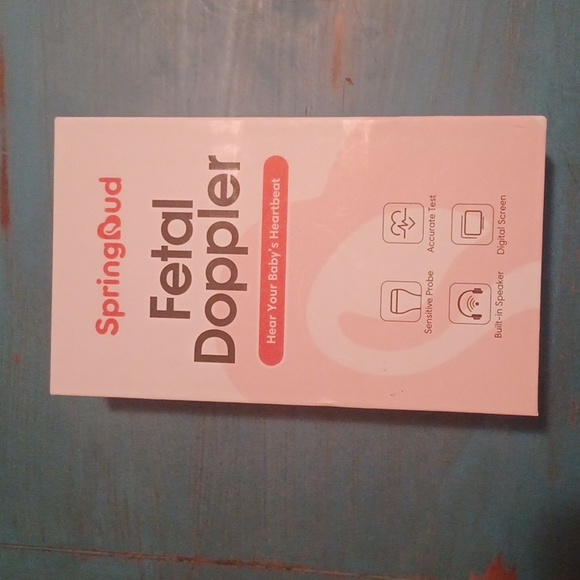 SpringBud
Fetal
Doppler
Hear Your Baby's Heartbeat
Sensitive Probe
Accurate Test
Built-in Speaker
Digital Screen